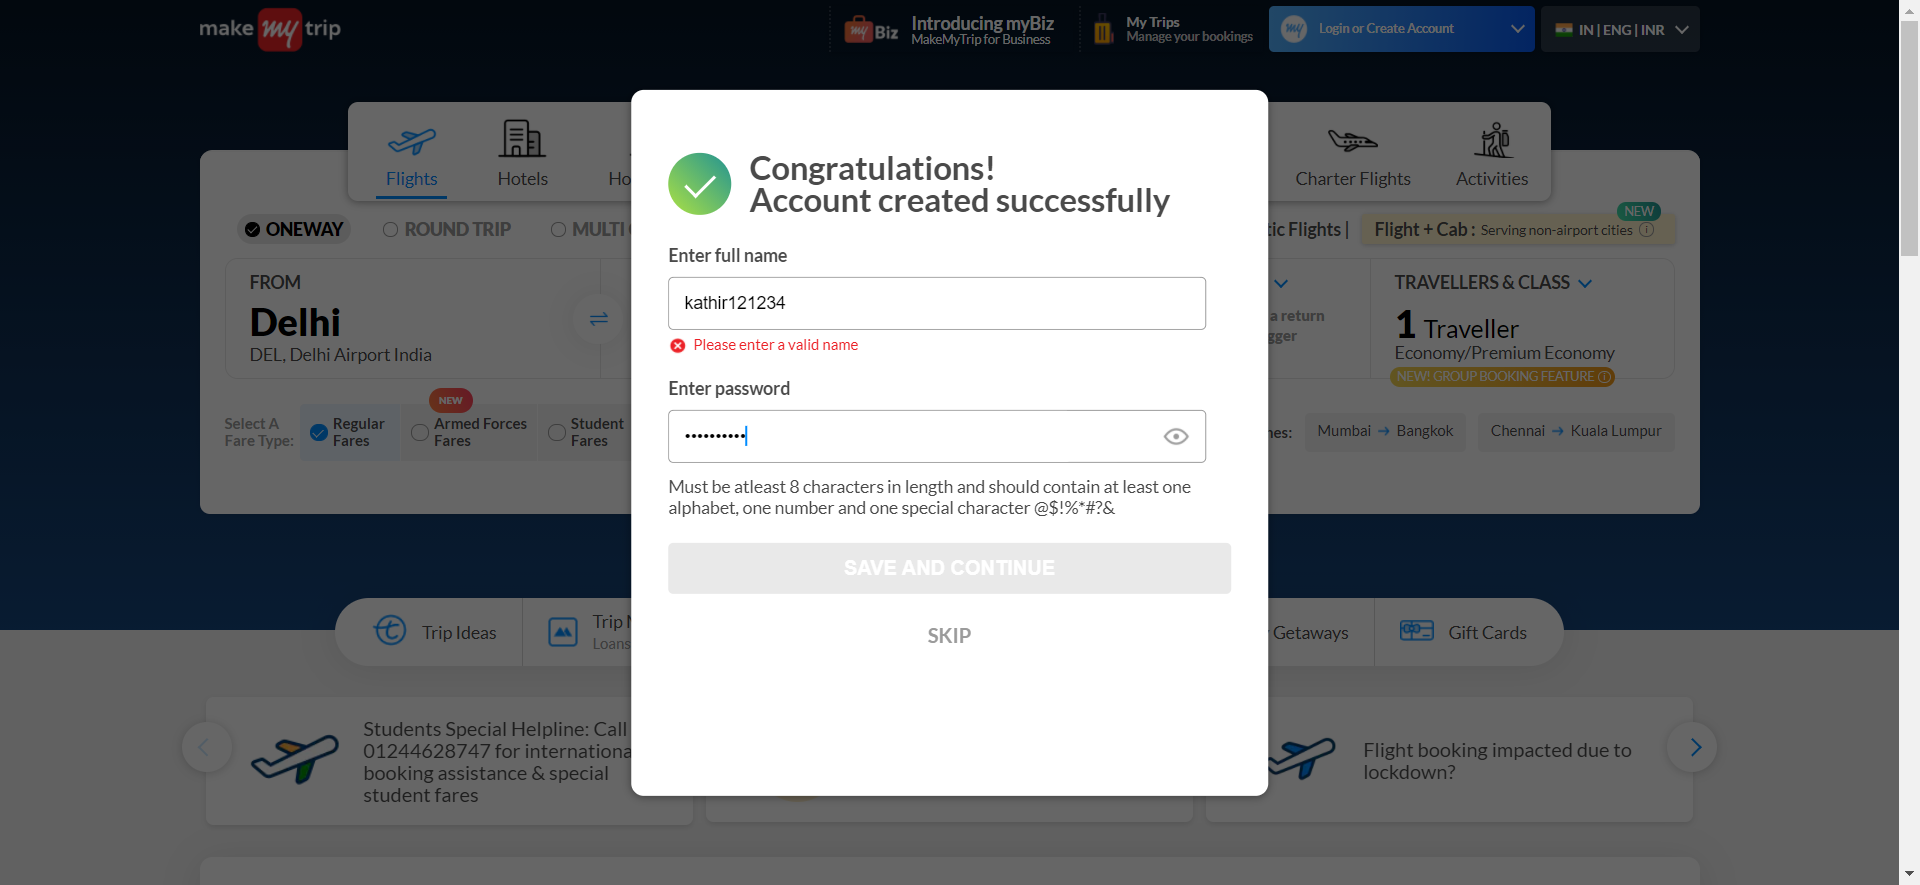 make my trip
my Biz
Introducing myBiz
MakeMyTrip for Business
My Trips
Manage your bookings
my
Login or Create Account
IN | ENG | INR
Flights
Hotels
Ho
Charter Flights
Activities
ONEWAY
ROUND TRIP
MULTI
tic Flights |
NEW
Flight + Cab : Serving non-airport cities
FROM
Delhi
DEL, Delhi Airport India
a return
gger
TRAVELLERS & CLASS
1 Traveller
Economy/Premium Economy
NEW! GROUP BOOKING FEATURE
Select A
Fare Type:
Regular
Fares
NEW
Armed Forces
Fares
Student
Fares
nes:
Mumbai → Bangkok
Chennai → Kuala Lumpur
Congratulations!
Account created successfully
Enter full name
kathir121234
Please enter a valid name
Enter password
••••••••••
Must be atleast 8 characters in length and should contain at least one
alphabet, one number and one special character @$!%*#?&
SAVE AND CONTINUE
SKIP
Trip Ideas
Trip
Loans
Getaways
Gift Cards
Students Special Helpline: Call
01244628747 for internationa
booking assistance & special
student fares
Flight booking impacted due to
lockdown?